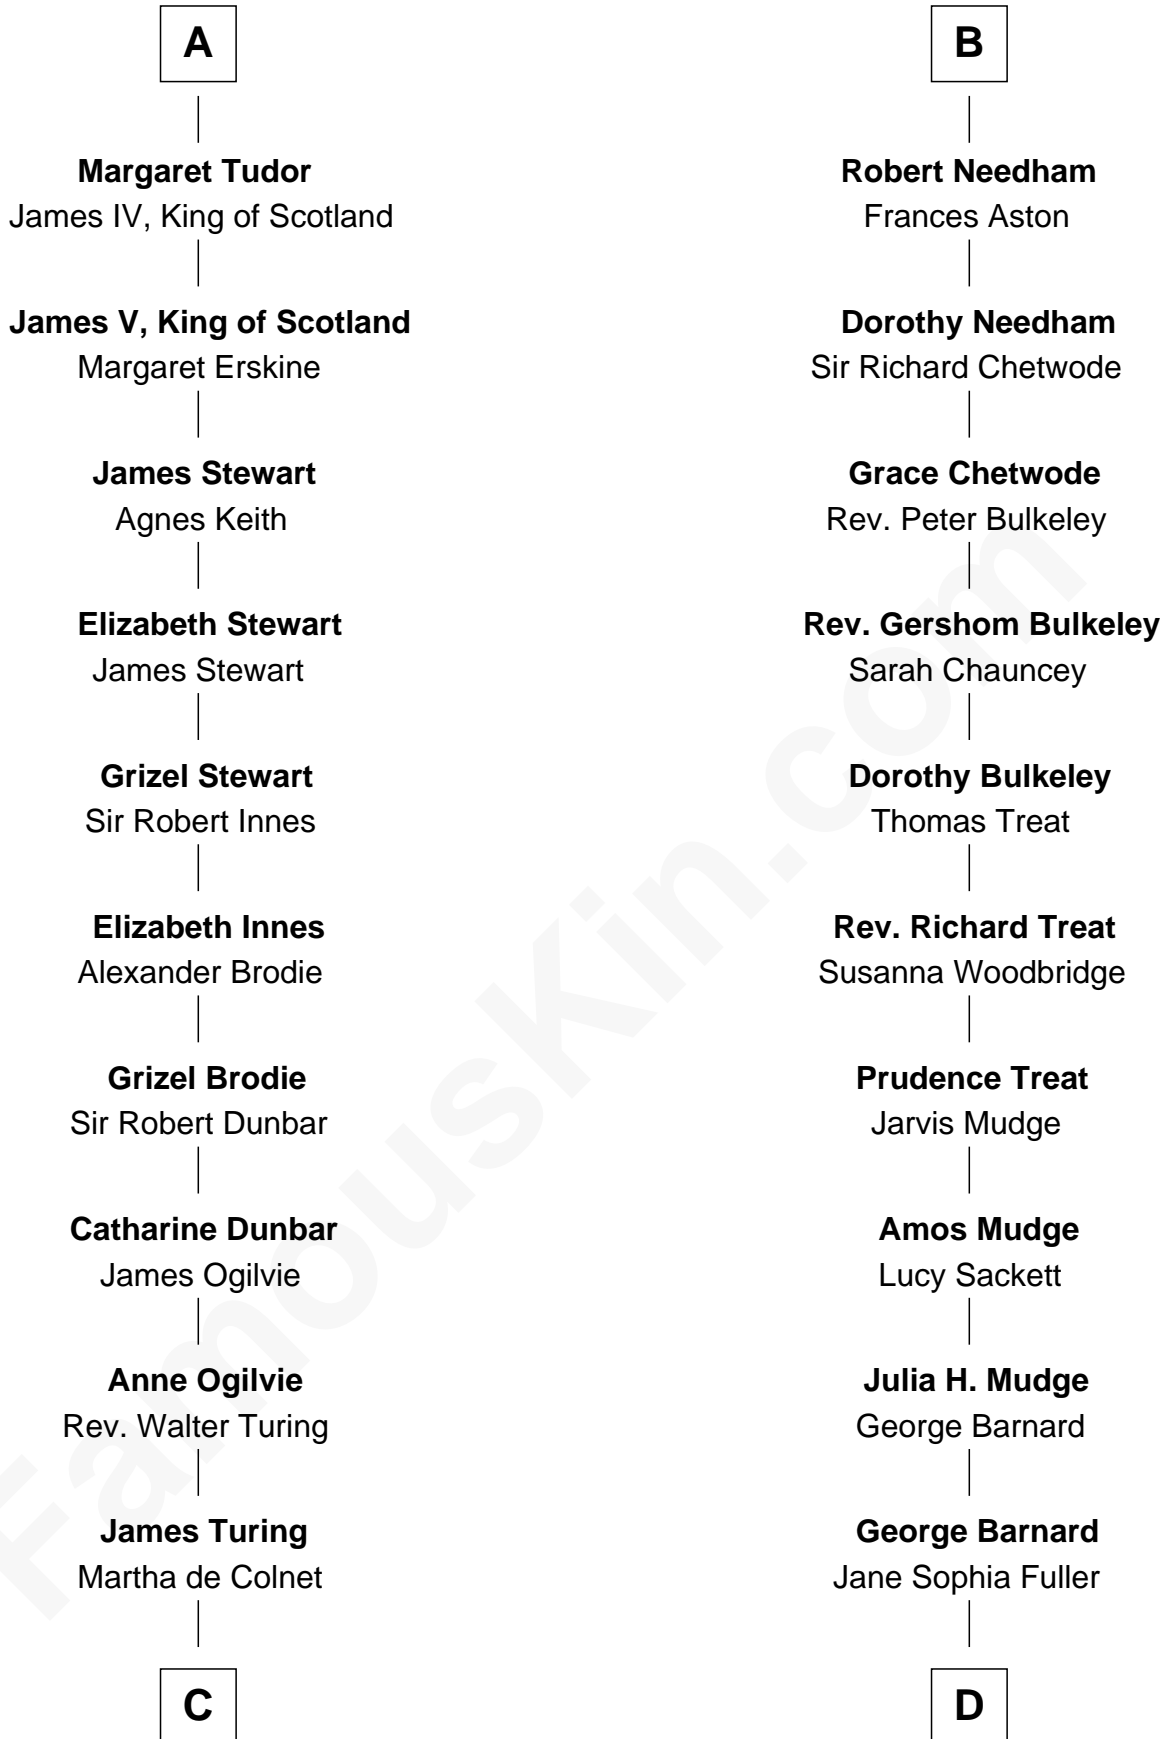 A
Margaret Tudor
James IV, King of Scotland
James V, King of Scotland
Margaret Erskine
James Stewart
Agnes Keith
Elizabeth Stewart
James Stewart
Grizel Stewart
Sir Robert Innes
Elizabeth Innes
Alexander Brodie
Grizel Brodie
Sir Robert Dunbar
Catharine Dunbar
James Ogilvie
Anne Ogilvie
Rev. Walter Turing
James Turing
Martha de Colnet
C
B
Robert Needham
Frances Aston
Dorothy Needham
Sir Richard Chetwode
Grace Chetwode
Rev. Peter Bulkeley
Rev. Gershom Bulkeley
Sarah Chauncey
Dorothy Bulkeley
Thomas Treat
Rev. Richard Treat
Susanna Woodbridge
Prudence Treat
Jarvis Mudge
Amos Mudge
Lucy Sackett
Julia H. Mudge
George Barnard
George Barnard
Jane Sophia Fuller
D
FamousKin.com